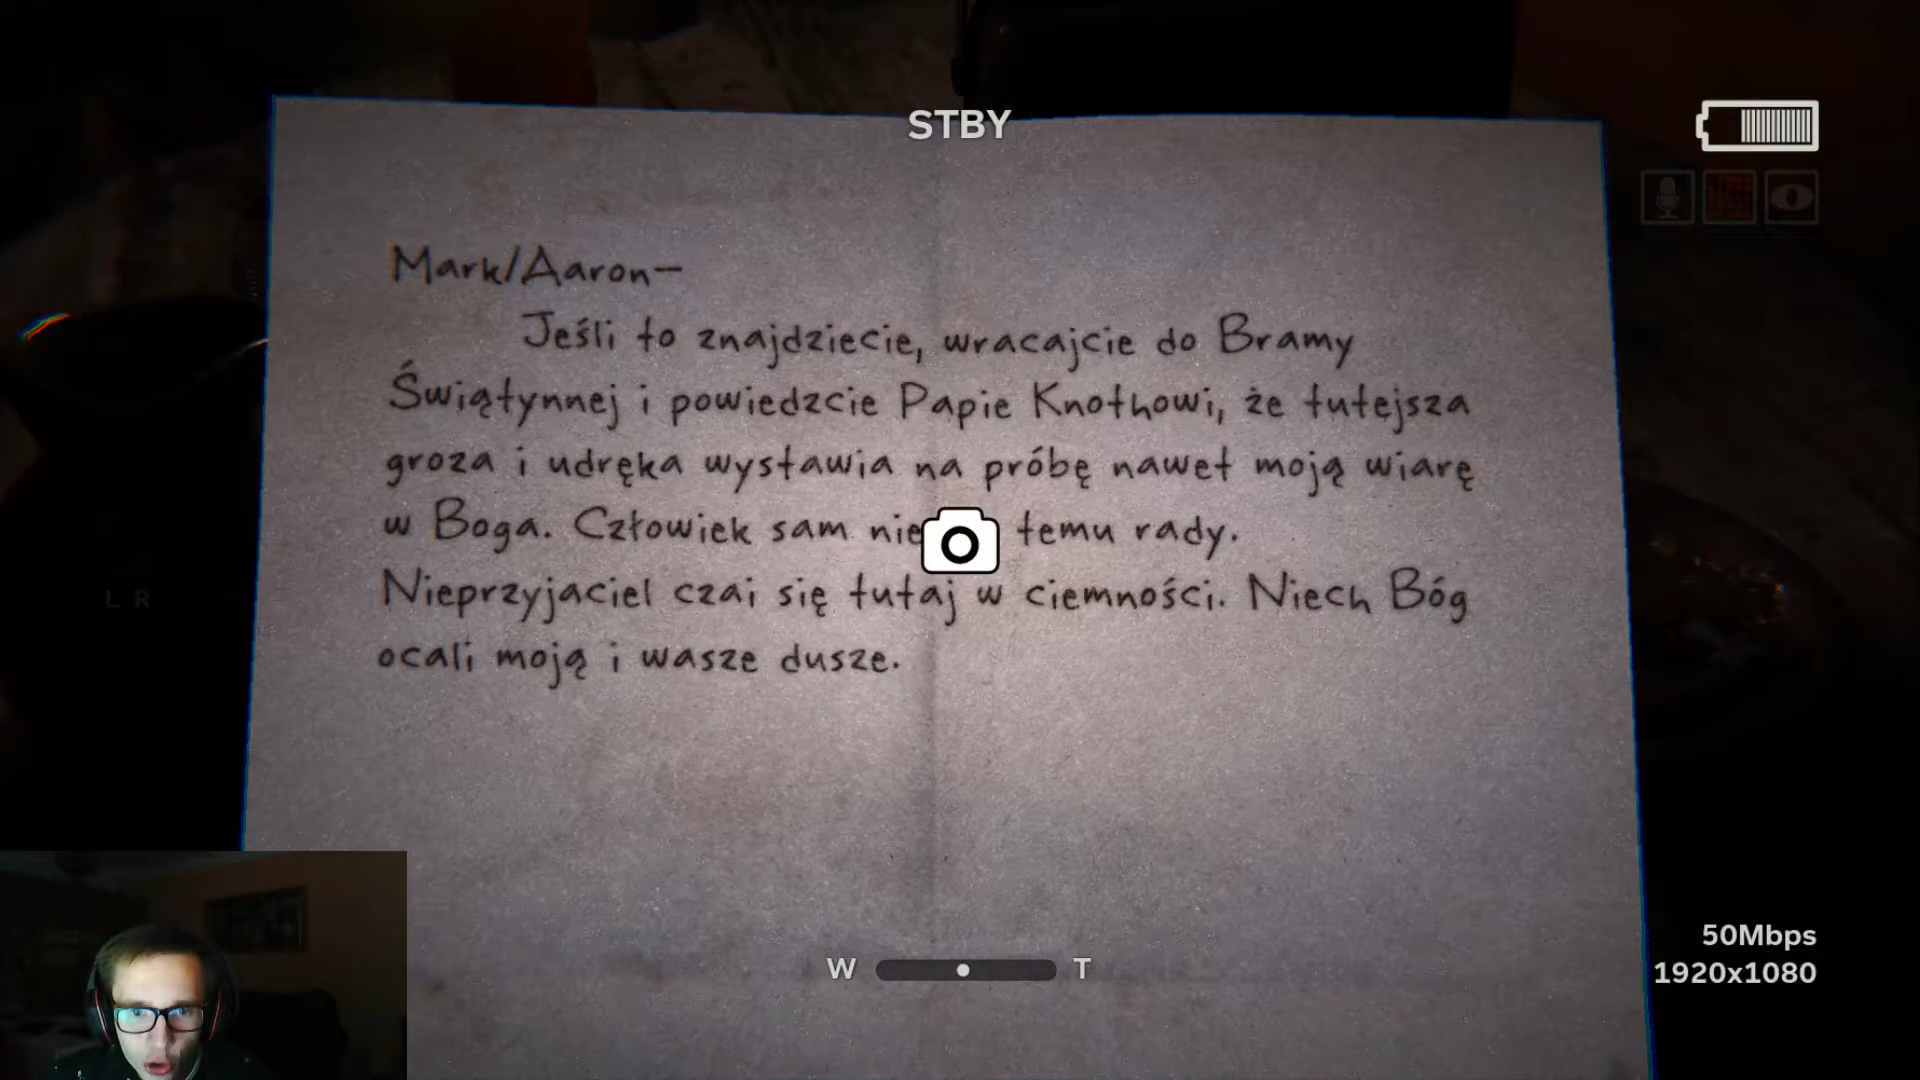 STBY
Mark/Aaron—
Jeśli to znajdziecie, wracajcie do Bramy
Świątynnej i powiedzcie Papie Knothowi, że tutejsza
groza i udręka wystawia na próbę nawet moją wiarę
w Boga. Człowiek sam nie temu rady.
Nieprzyjaciel czai się tutaj w ciemności. Niech Bóg
ocali moją i wasze dusze.
L R
W T
50Mbps
1920x1080